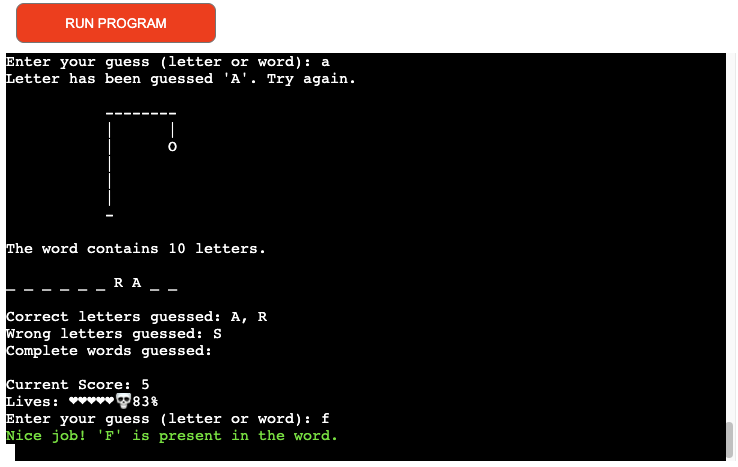 RUN PROGRAM
Enter your guess (letter or word): a
Letter has been guessed 'A'. Try again.
--------
|       |
|       O
|
|
|
-
The word contains 10 letters.
_ _ _ _ _ _ R A _ _
Correct letters guessed: A, R
Wrong letters guessed: S
Complete words guessed:
Current Score: 5
Lives: ❤❤❤❤❤💀83%
Enter your guess (letter or word): f
Nice job! 'F' is present in the word.